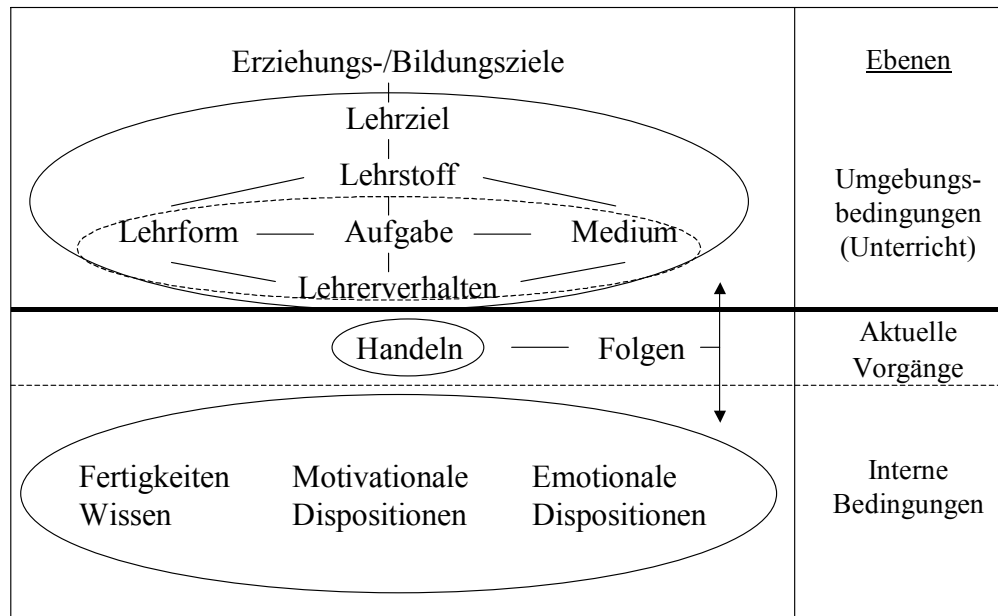 Erziehungs-/Bildungsziele
Lehrziel
Lehrstoff
Lehrform Aufgabe Medium
Lehrerverhalten
Ebenen
Umgebungs-
bedingungen
(Unterricht)
Handeln Folgen
Aktuelle
Vorgänge
Fertigkeiten
Wissen
Motivationale
Dispositionen
Emotionale
Dispositionen
Interne
Bedingungen